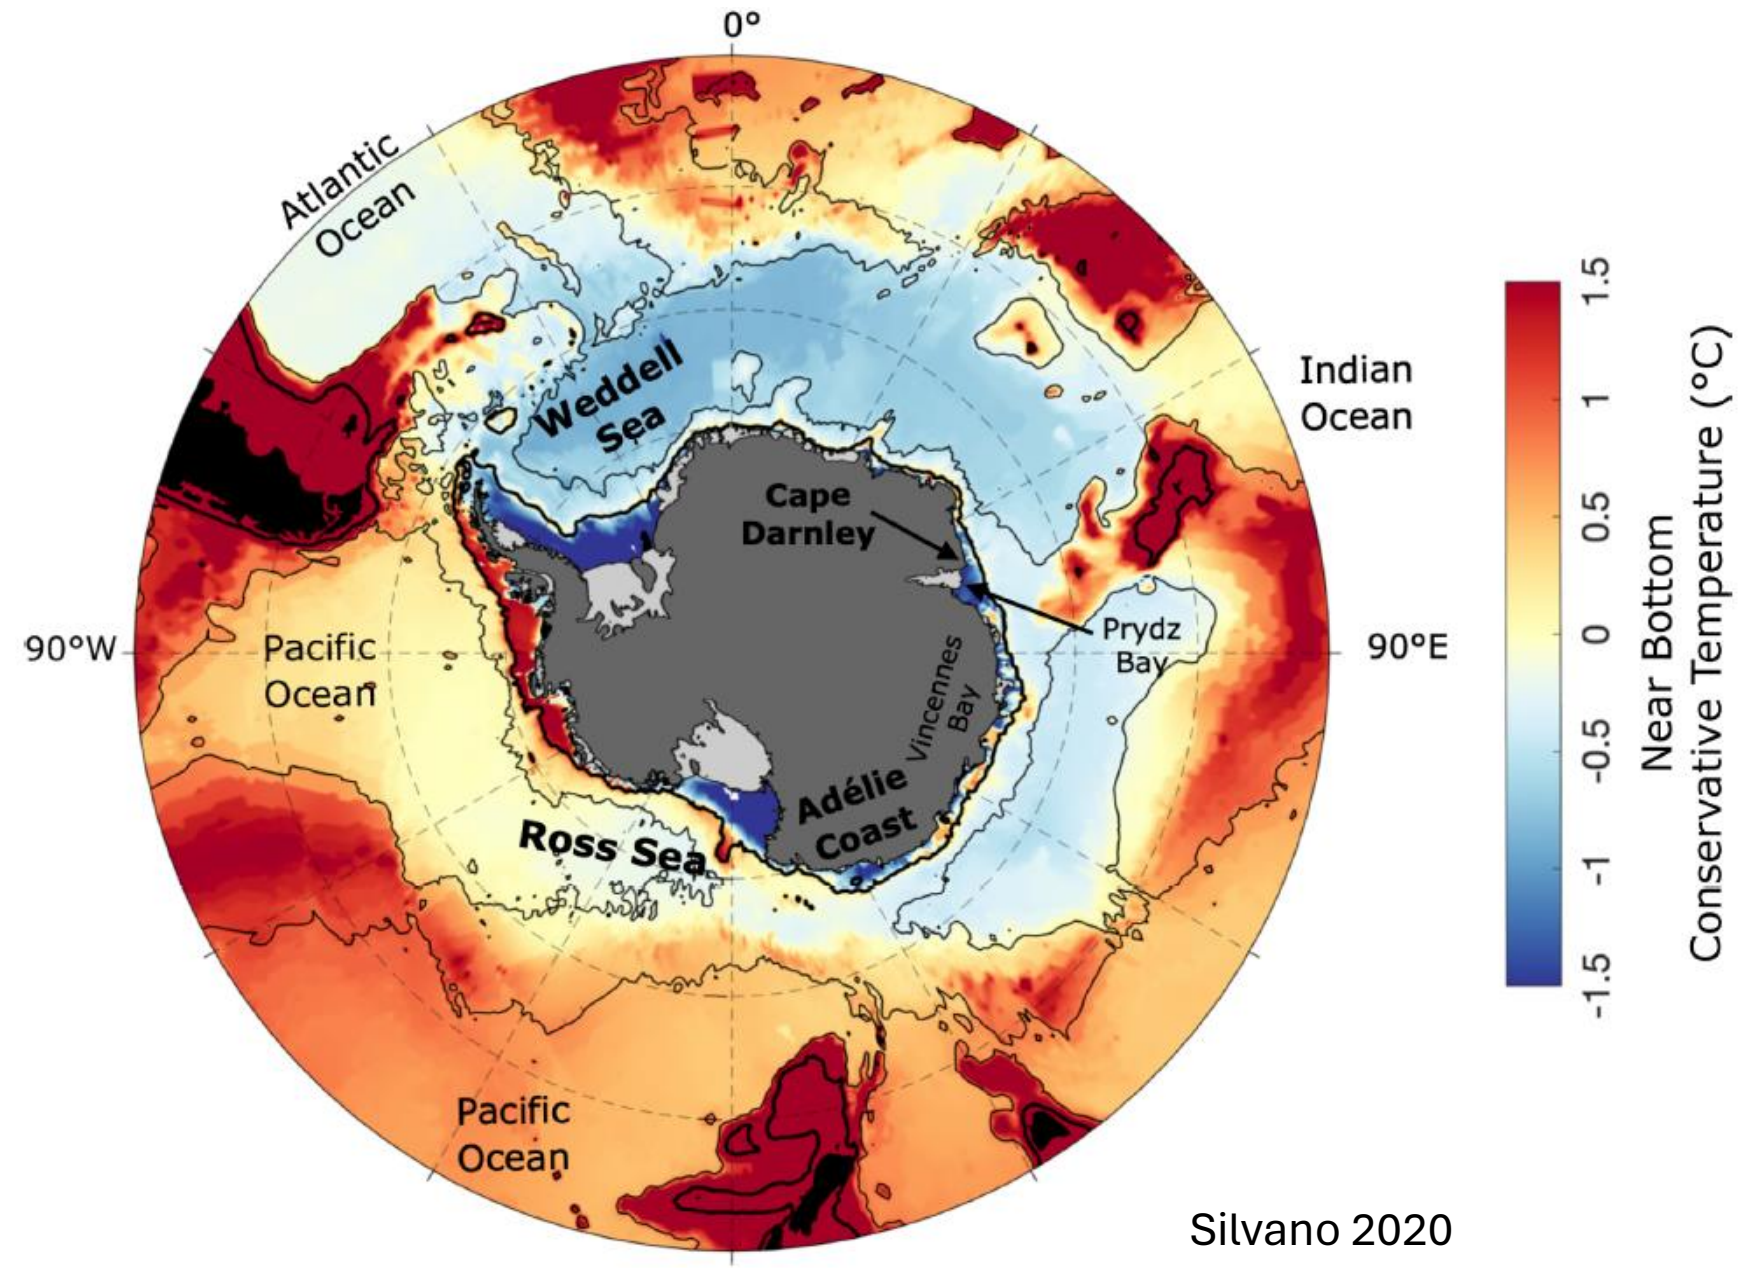 0°
Atlantic
Ocean
Weddell
Sea
Indian
Ocean
Cape
Darnley
90°W
Pacific
Ocean
Prydz
Bay
90°E
Vincennes
Bay
Adélie
Coast
Ross Sea
Pacific
Ocean
1.5
1
0.5
0
-0.5
-1
-1.5
Near Bottom
Conservative Temperature (°C)
Silvano 2020